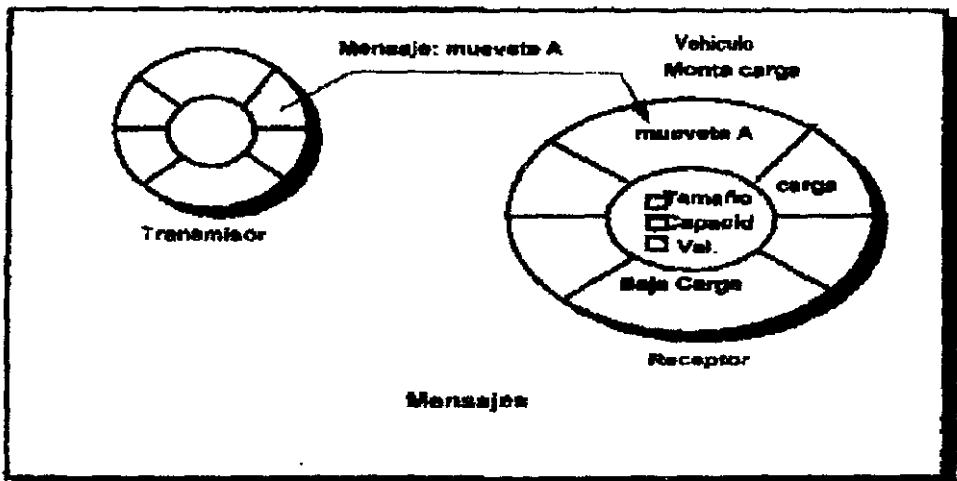 Mensaje: muevete A
Vehiculo
Monta carga
muevete A
carga
Tamaño
Capacid
Vel.
Baja Carga
Transmisor
Receptor
Mensajes